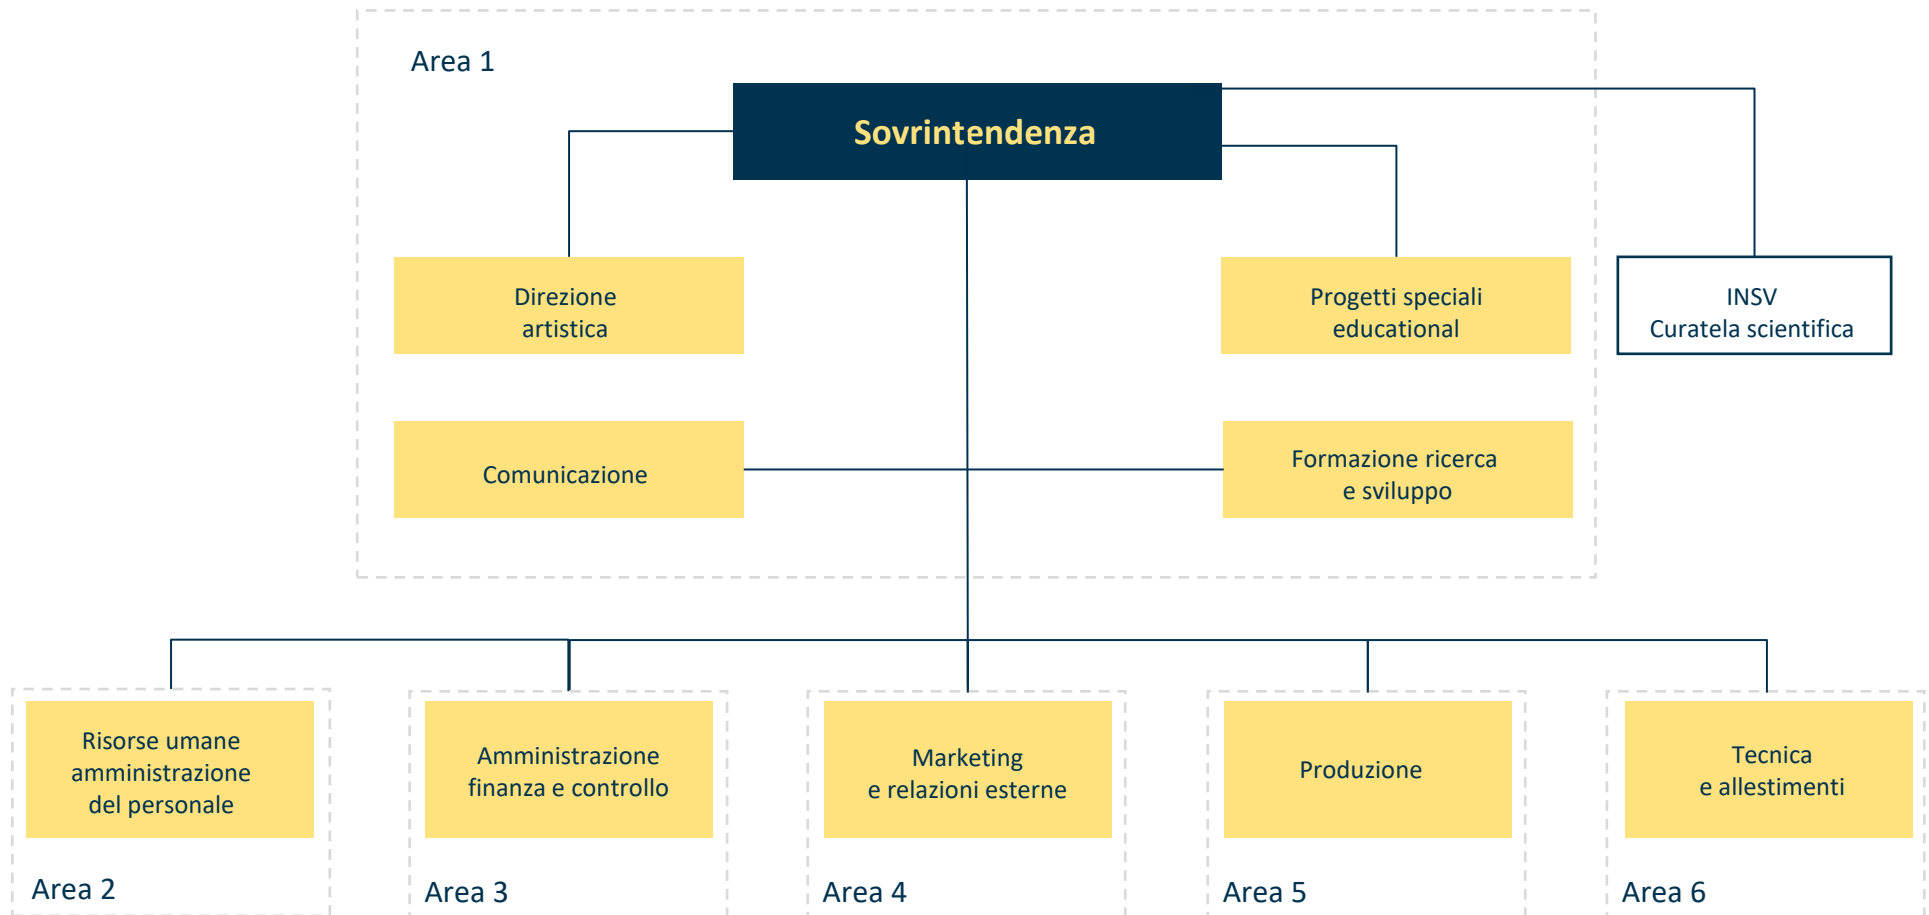 Area 1
Sovrintendenza
Direzione
artistica
Progetti speciali
educational
INSV
Curatela scientifica
Comunicazione
Formazione ricerca
e sviluppo
Risorse umane
amministrazione
del personale
Area 2
Amministrazione
finanza e controllo
Area 3
Marketing
e relazioni esterne
Area 4
Produzione
Area 5
Tecnica
e allestimenti
Area 6